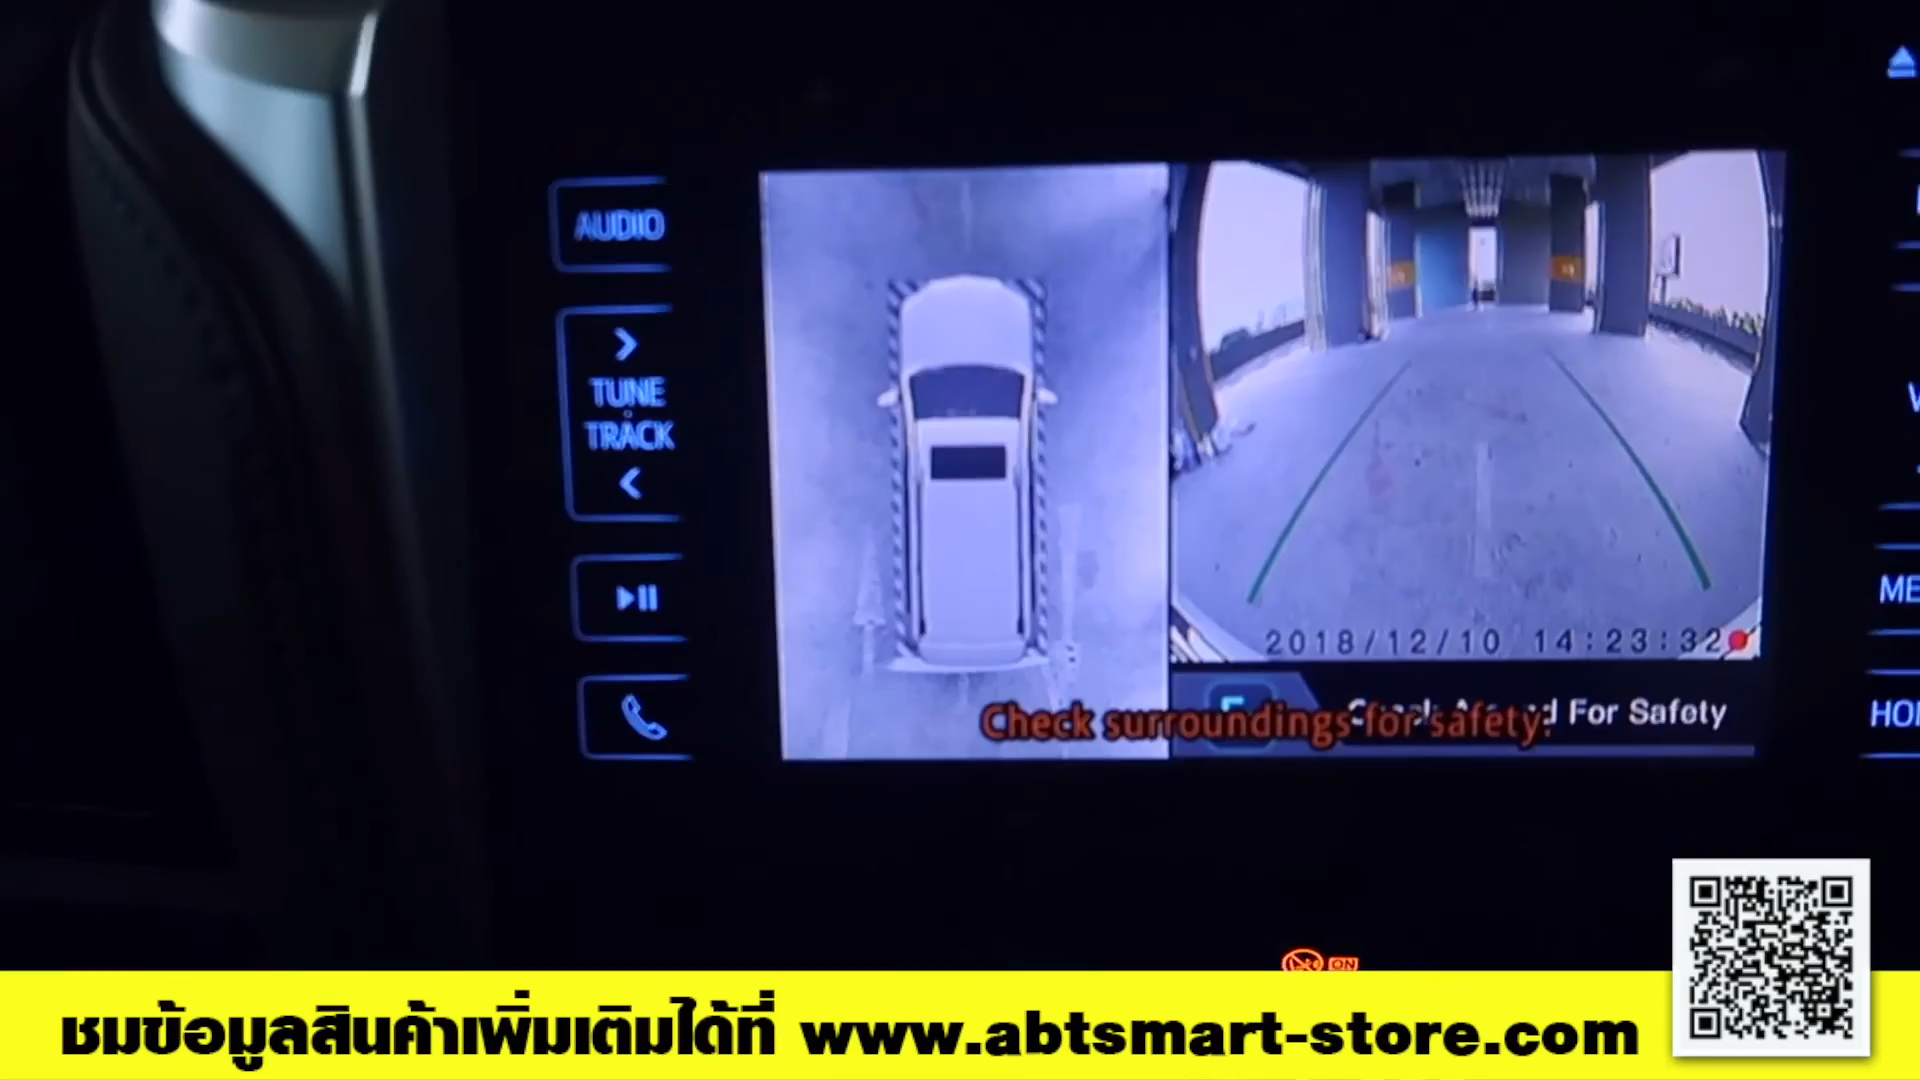 AUDIO
TUNE
TRACK
2018/12/10 14:23:32
For Safety
Check surroundings for safety.
ME
HO
ON
ชมข้อมูลสินค้าเพิ่มเติมได้ที่ www.abtsmart-store.com